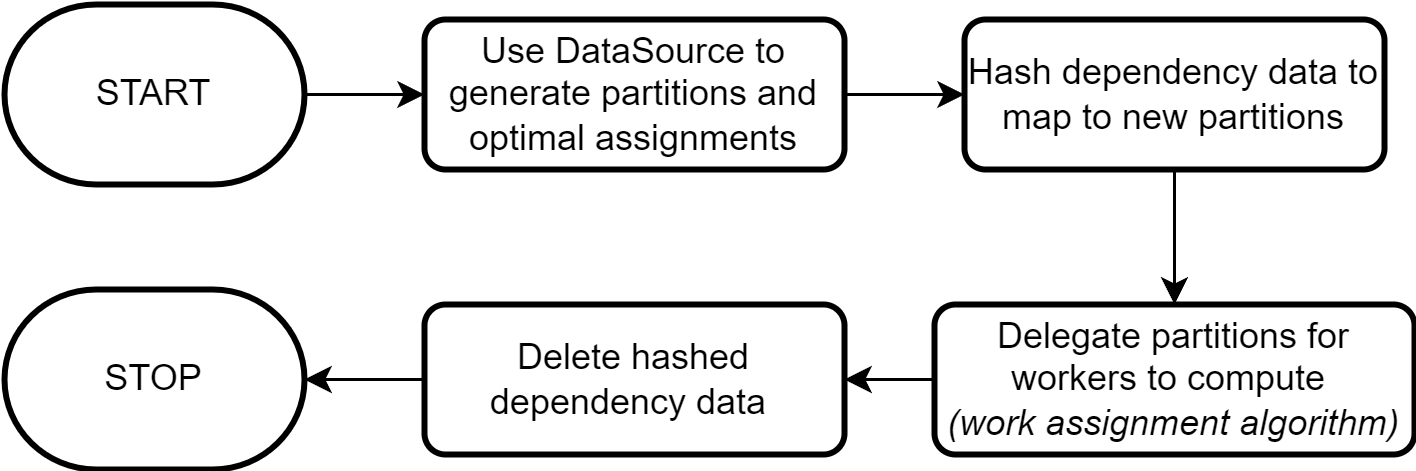 START
Use DataSource to
generate partitions and
optimal assignments
Hash dependency data to
map to new partitions
Delegate partitions for
workers to compute
(work assignment algorithm)
Delete hashed
dependency data
STOP